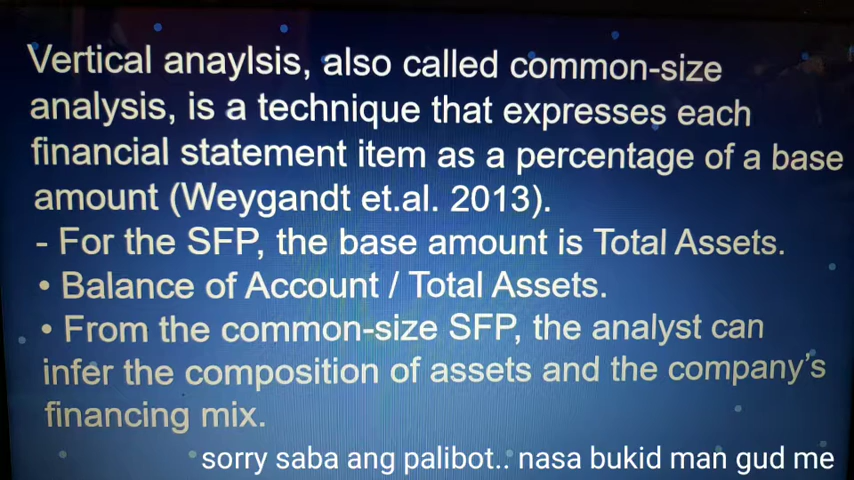 Vertical anaylsis, also called common-size
analysis, is a technique that expresses each
financial statement item as a percentage of a base
amount (Weygandt et.al. 2013).
- For the SFP, the base amount is Total Assets.
• Balance of Account / Total Assets.
• From the common-size SFP, the analyst can
infer the composition of assets and the company's
financing mix.
sorry saba ang palibot.. nasa bukid man gud me